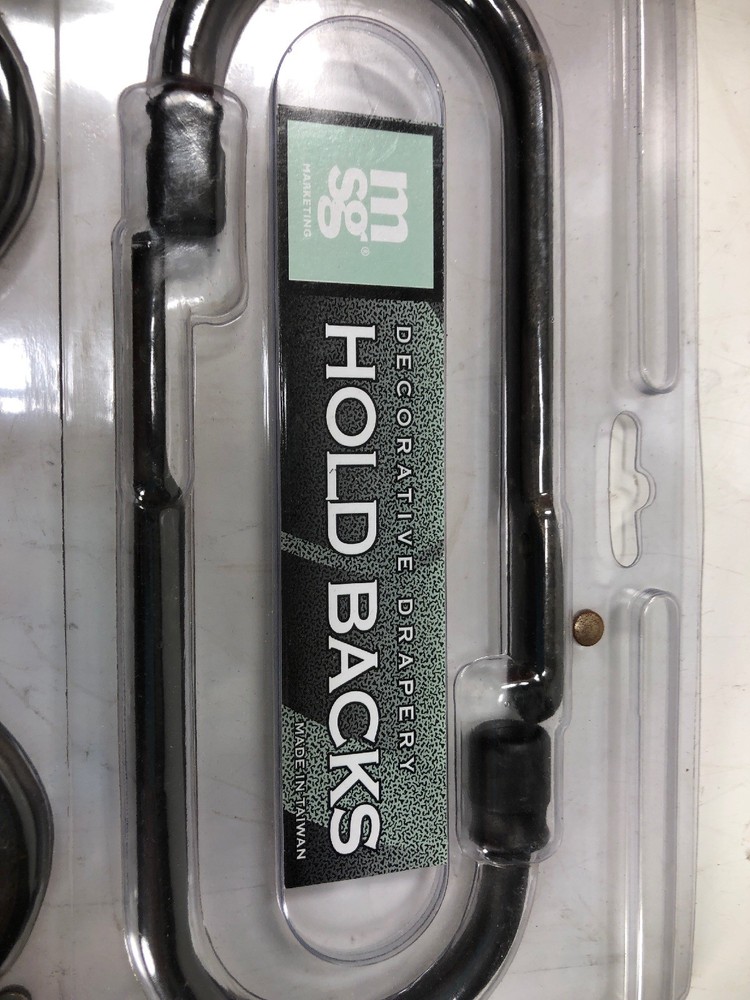 msg®
MARKETING
DECORATIVE DRAPERY
HOLD BACKS
MADE IN TAIWAN